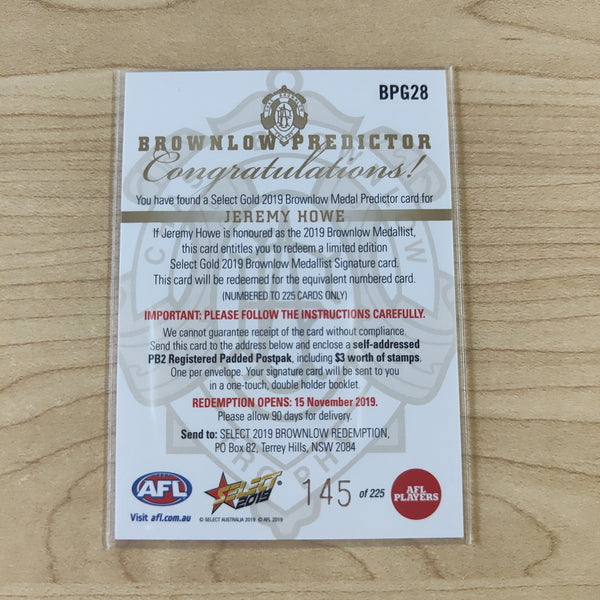 BPG28
BROWNLOW PREDICTOR
Congratulations!
You have found a Select Gold 2019 Brownlow Medal Predictor card for
JEREMY HOWE
If Jeremy Howe is honoured as the 2019 Brownlow Medallist,
this card entitles you to redeem a limited edition
Select Gold 2019 Brownlow Medallist Signature card.
This card will be redeemed for the equivalent numbered card.
(NUMBERED TO 225 CARDS ONLY)
IMPORTANT: PLEASE FOLLOW THE INSTRUCTIONS CAREFULLY.
We cannot guarantee receipt of the card without compliance.
Send this card to the address below and enclose a self-addressed
PB2 Registered Padded Postpak, including $3 worth of stamps.
One per envelope. Your signature card will be sent to you
in a one-touch, double holder booklet.
REDEMPTION OPENS: 15 November 2019.
Please allow 90 days for delivery.
Send to: SELECT 2019 BROWNLOW REDEMPTION,
PO Box 82, Terrey Hills, NSW 2084
AFL
SELECT
2019
145 of 225
AFL
PLAYERS
Visit afl.com.au
© SELECT AUSTRALIA 2019 © AFL 2019